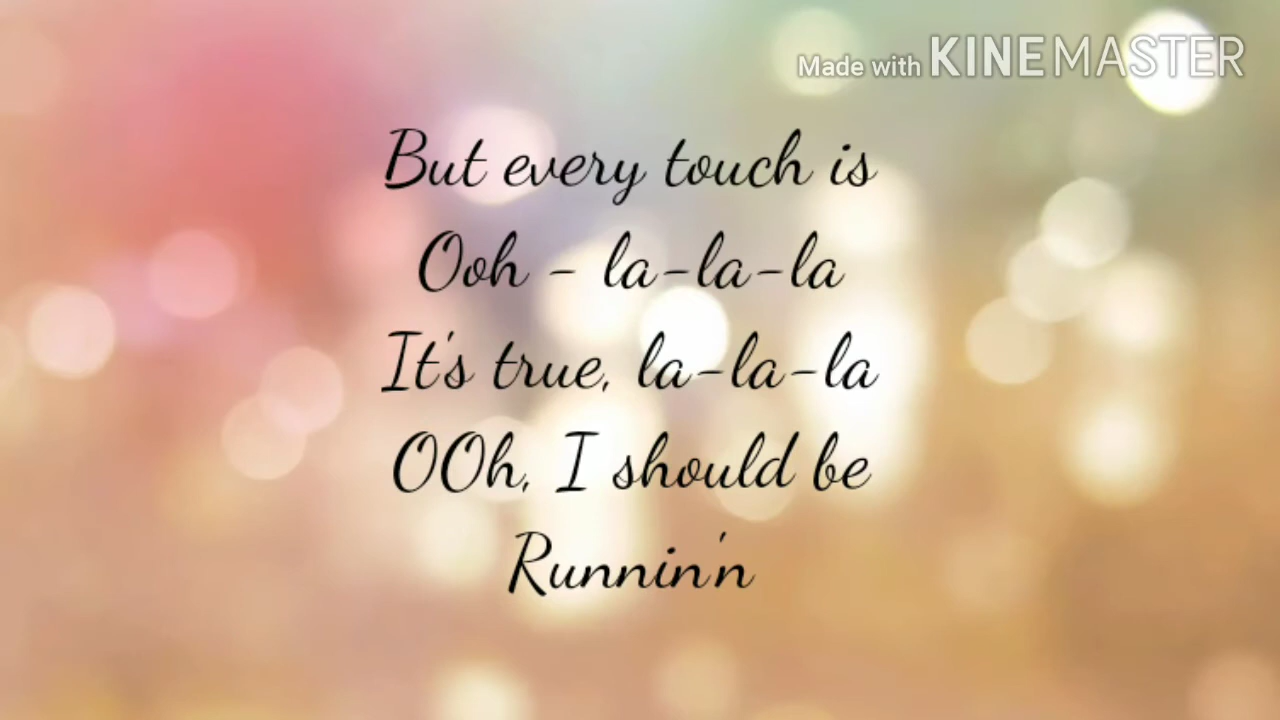 Made with KINEMASTER
But every touch is
Ooh - la-la-la
It's true, la-la-la
OOh, I should be
Runnin'n